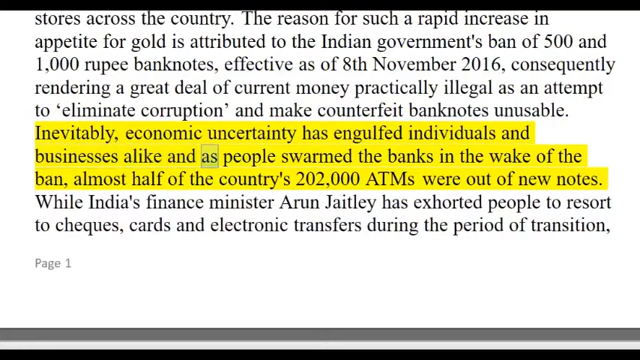 stores across the country. The reason for such a rapid increase in
appetite for gold is attributed to the Indian government's ban of 500 and
1,000 rupee banknotes, effective as of 8th November 2016, consequently
rendering a great deal of current money practically illegal as an attempt
to ‘eliminate corruption’ and make counterfeit banknotes unusable.
Inevitably, economic uncertainty has engulfed individuals and
businesses alike and as people swarmed the banks in the wake of the
ban, almost half of the country's 202,000 ATMs were out of new notes.
While India's finance minister Arun Jaitley has exhorted people to resort
to cheques, cards and electronic transfers during the period of transition,
Page 1